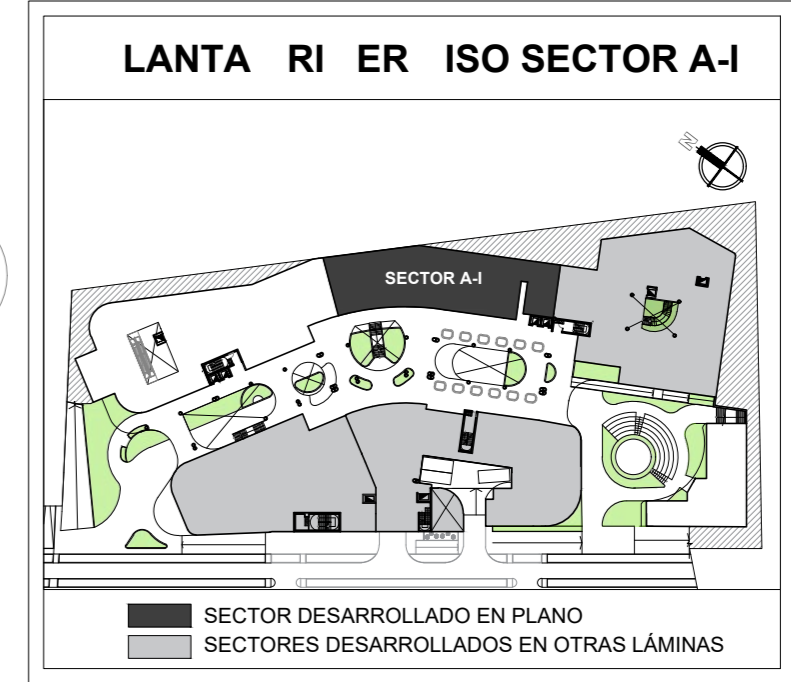 LANTA RI ER ISO SECTOR A-I
N
SECTOR A-I
SECTOR DESARROLLADO EN PLANO
SECTORES DESARROLLADOS EN OTRAS LÁMINAS